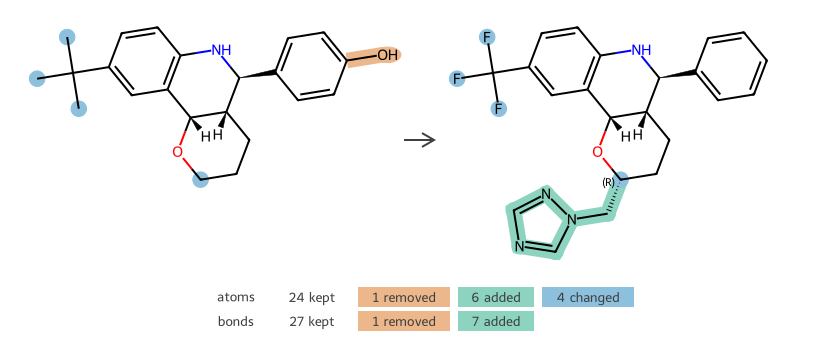 NH
OH
H H
O
F
F
F
NH
H H
O
(R)
N
N
N
atoms 24 kept 1 removed 6 added 4 changed
bonds 27 kept 1 removed 7 added